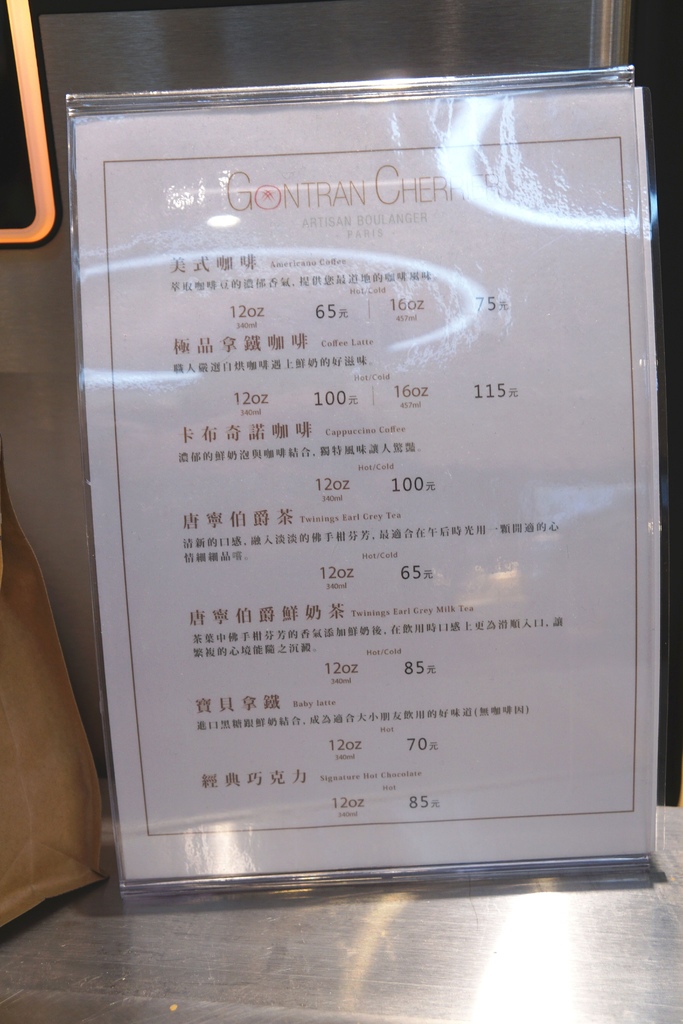 GONTRAN CHERRIER
ARTISAN BOULANGER
- PARIS -
美式咖啡 Americano Coffee
萃取咖啡豆的濃郁香氣,提供您最道地的咖啡風味。
Hot/Cold
12oz 65元 | 16oz 75元
340ml 457ml
極品拿鐵咖啡 Coffee Latte
職人嚴選自烘咖啡遇上鮮奶的好滋味。
Hot/Cold
12oz 100元 | 16oz 115元
340ml 457ml
卡布奇諾咖啡 Cappuccino Coffee
濃郁的鮮奶泡與咖啡結合,獨特風味讓人驚豔。
Hot/Cold
12oz 100元
340ml
唐寧伯爵茶 Twinings Earl Grey Tea
清新的口感,融入淡淡的佛手柑芬芳,最適合在午后時光用一顆閒適的心
情細細品嚐。
Hot/Cold
12oz 65元
340ml
唐寧伯爵鮮奶茶 Twinings Earl Grey Milk Tea
茶葉中佛手柑芬芳的香氣添加鮮奶後,在飲用時口感上更為滑順入口,讓
繁複的心境能隨之沉澱。
Hot/Cold
12oz 85元
340ml
寶貝拿鐵 Baby latte
進口黑糖跟鮮奶結合,成為適合大小朋友飲用的好味道(無咖啡因)
Hot
12oz 70元
340ml
經典巧克力 Signature Hot Chocolate
Hot
12oz 85元
340ml